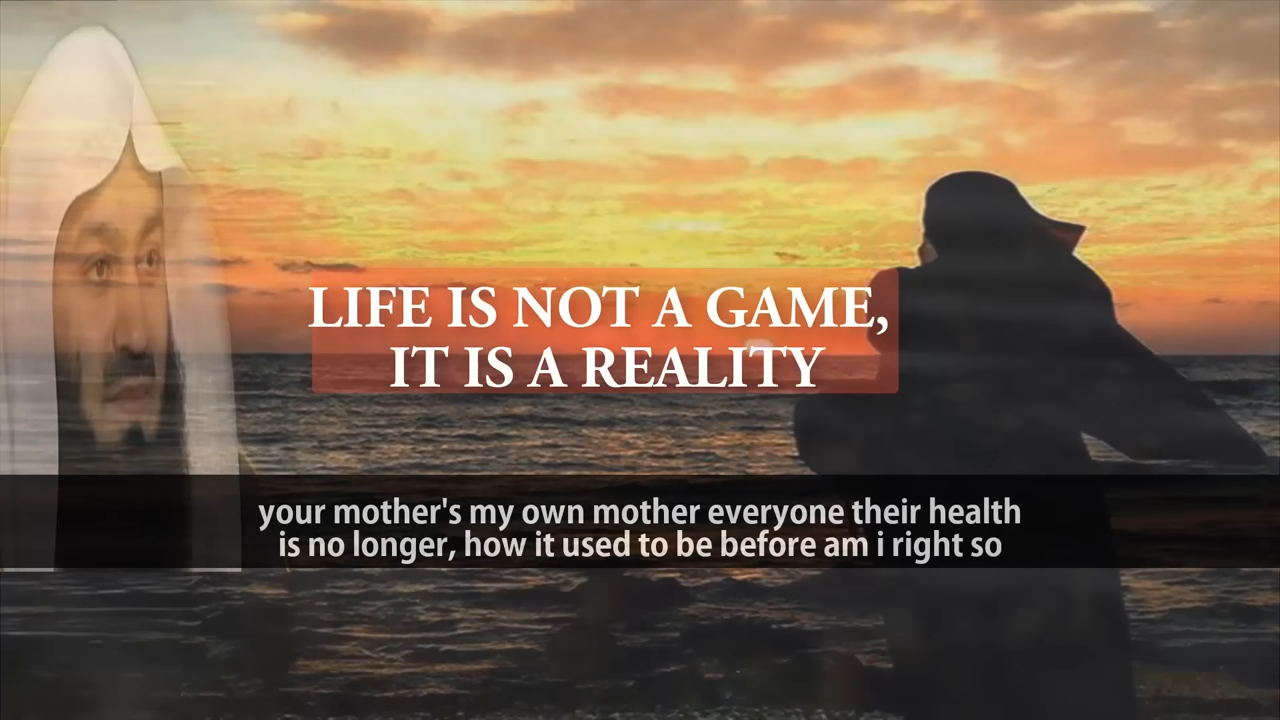 LIFE IS NOT A GAME,
IT IS A REALITY
your mother's my own mother everyone their health
is no longer, how it used to be before am i right so